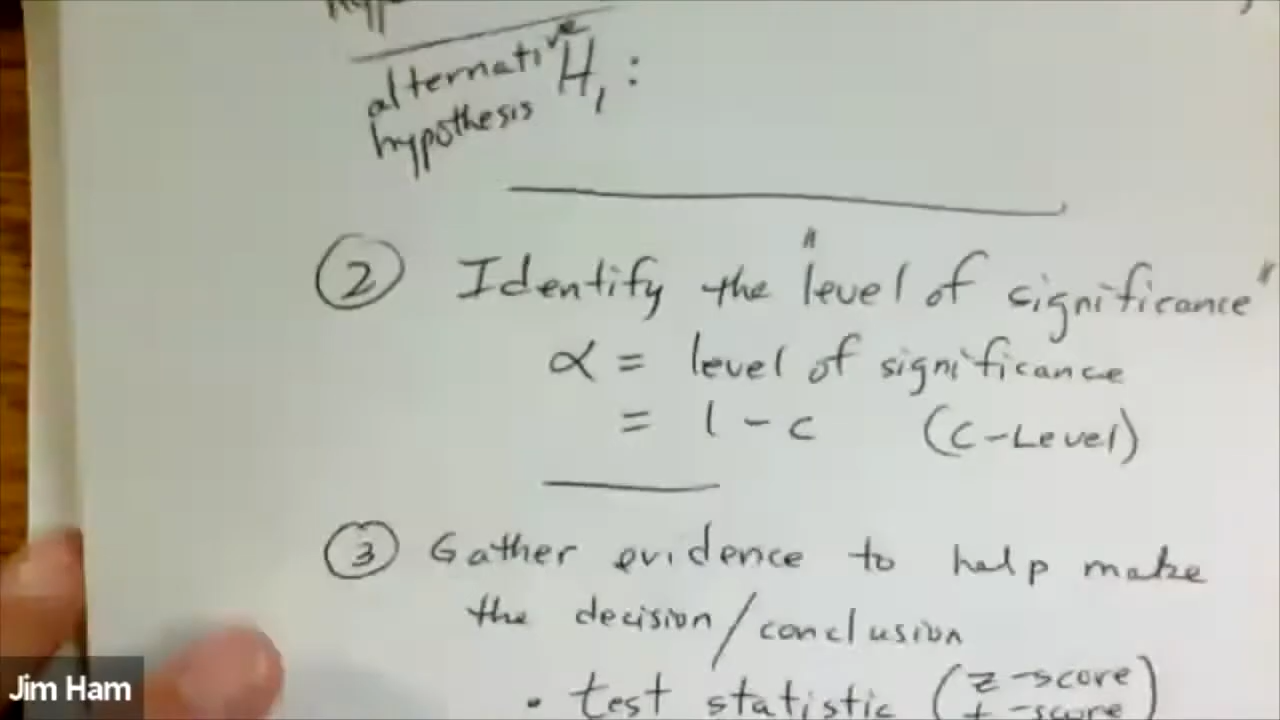 alternative H₁ :
hypothesis
② Identify the "level of significance"
α = level of significance
= 1 - c (C-Level)
③ Gather evidence to help make
the decision/conclusion
• test statistic (z-score
t-score)
Jim Ham